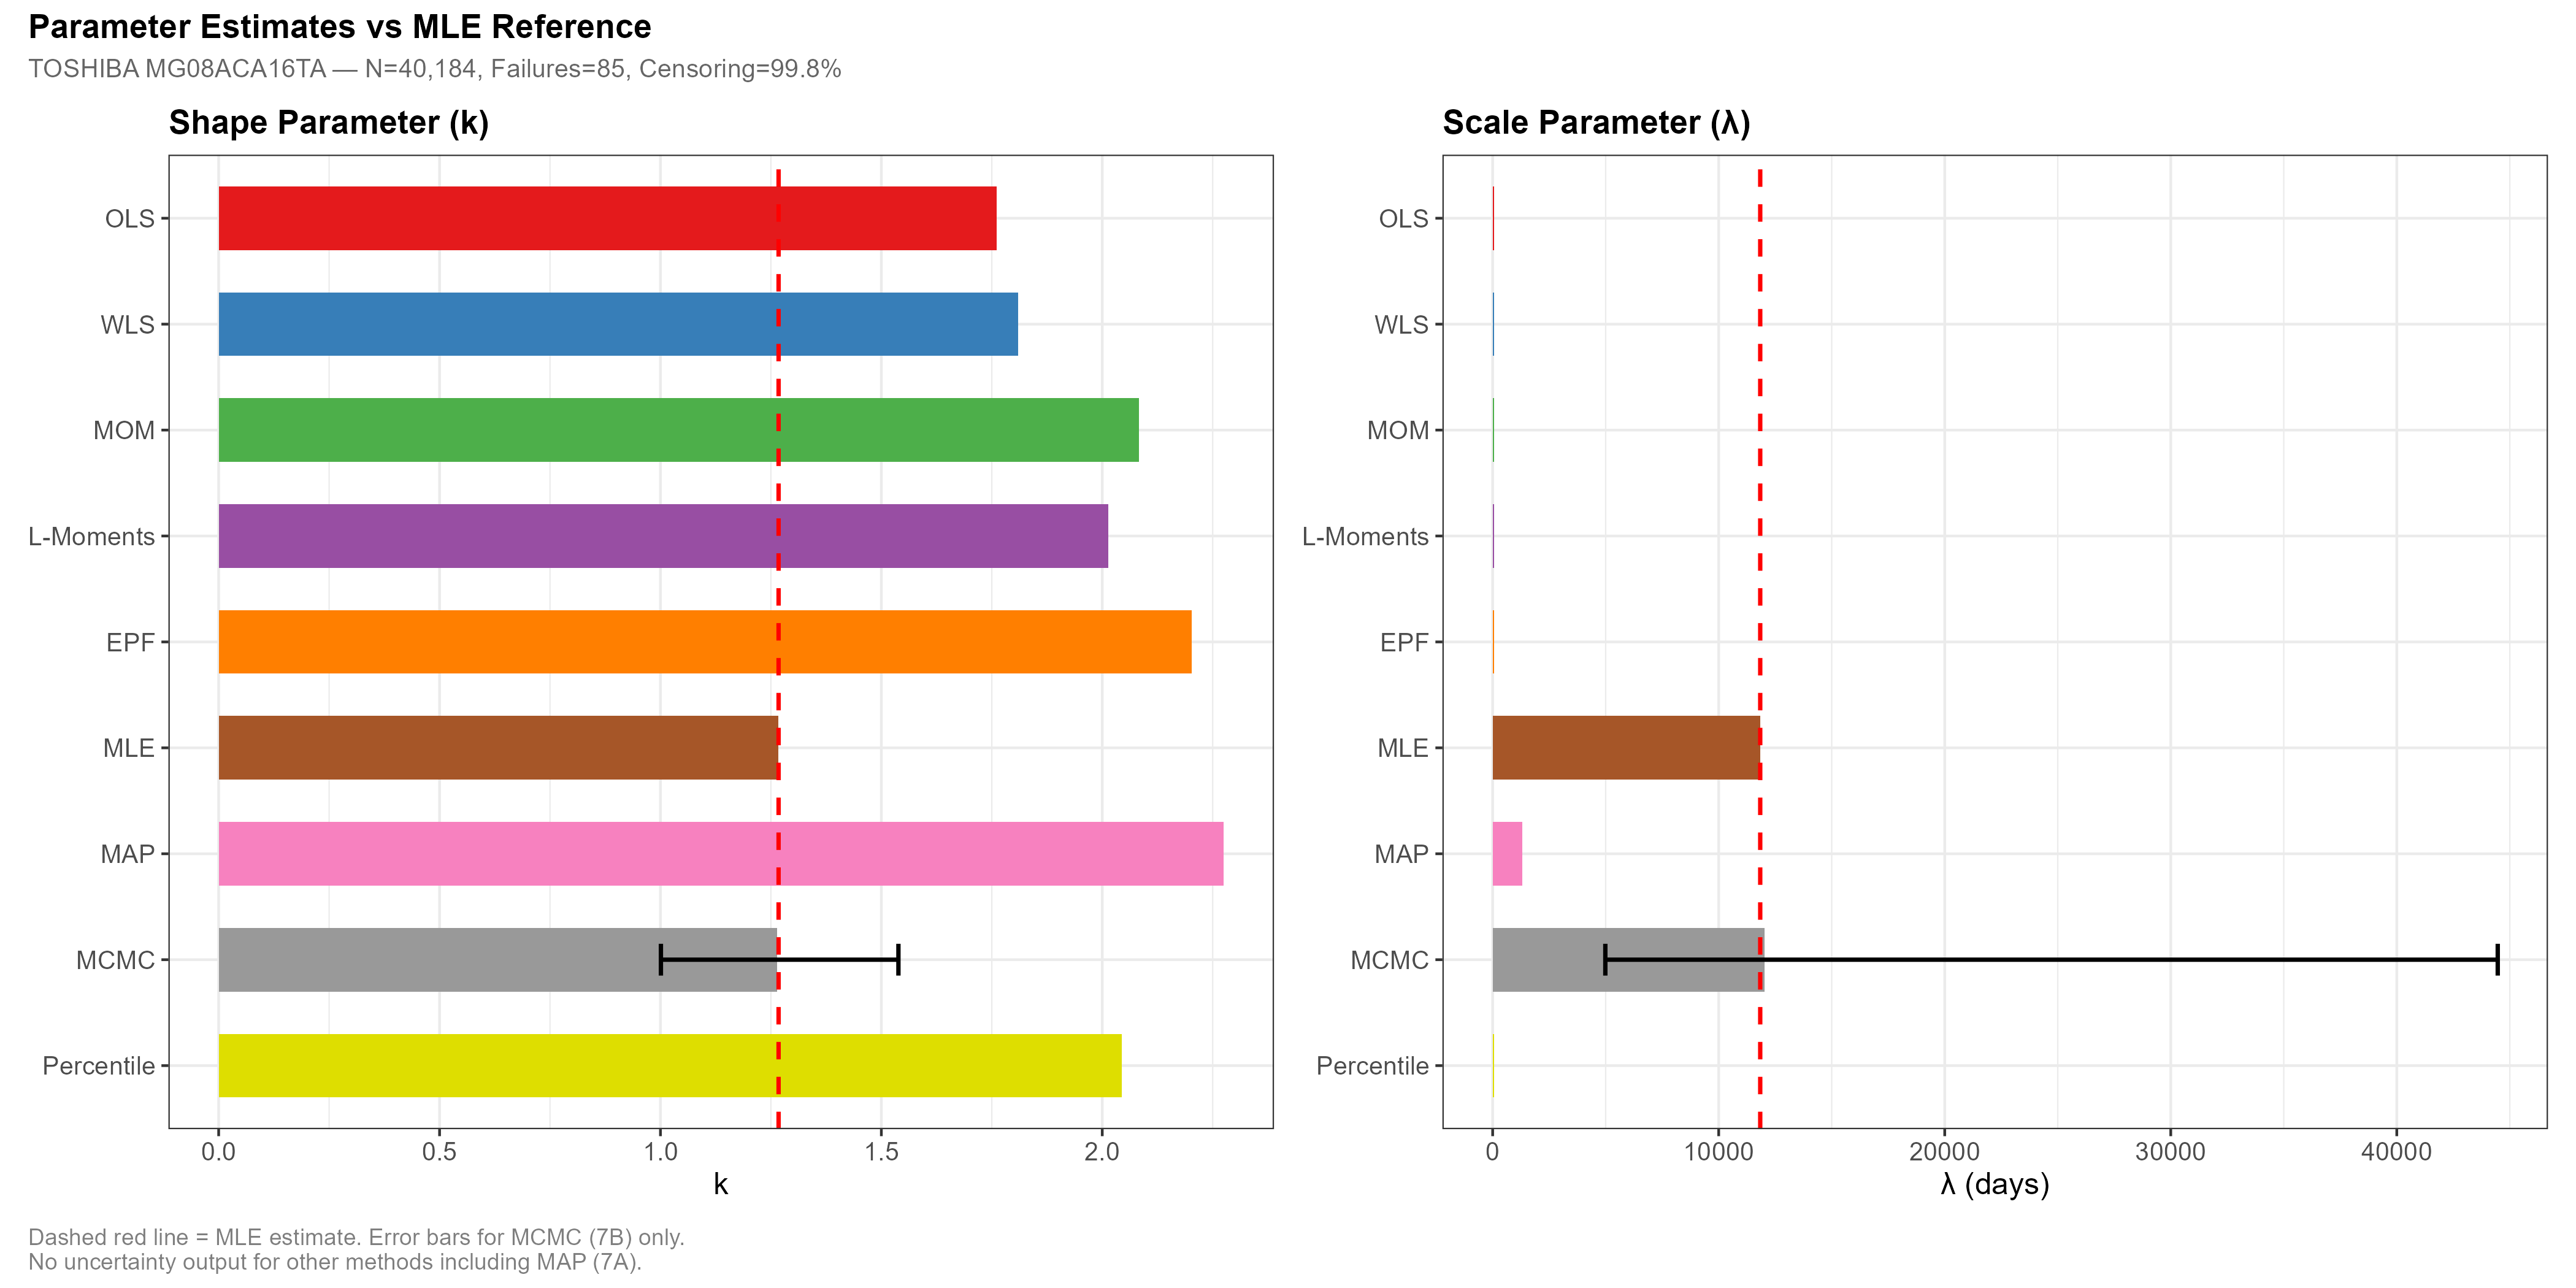 Parameter Estimates vs MLE Reference
TOSHIBA MG08ACA16TA — N=40,184, Failures=85, Censoring=99.8%
Shape Parameter (k)
OLS
WLS
MOM
L-Moments
EPF
MLE
MAP
MCMC
Percentile
0.0 0.5 1.0 1.5 2.0
k
Scale Parameter (λ)
OLS
WLS
MOM
L-Moments
EPF
MLE
MAP
MCMC
Percentile
0 10000 20000 30000 40000
λ (days)
Dashed red line = MLE estimate. Error bars for MCMC (7B) only.
No uncertainty output for other methods including MAP (7A).